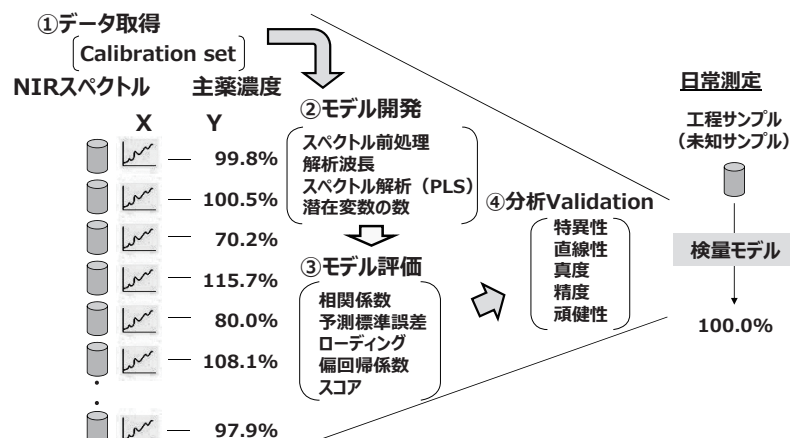 ①データ取得
Calibration set
NIRスペクトル 主薬濃度
X Y
99.8%
100.5%
70.2%
115.7%
80.0%
108.1%
97.9%
②モデル開発
スペクトル前処理
解析波長
スペクトル解析（PLS）
潜在変数の数
③モデル評価
相関係数
予測標準誤差
ローディング
偏回帰係数
スコア
④分析Validation
特異性
直線性
真度
精度
頑健性
日常測定
工程サンプル
（未知サンプル）
検量モデル
100.0%